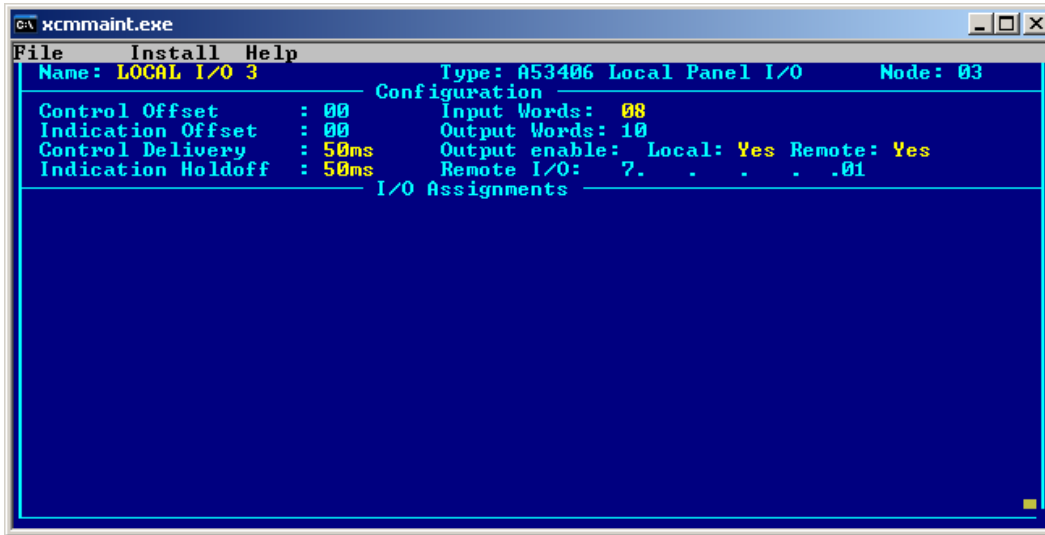 xcmmaint.exe
File Install Help
Name: LOCAL I/O 3 Type: A53406 Local Panel I/O Node: 03
Configuration
Control Offset : 00 Input Words: 08
Indication Offset : 00 Output Words: 10
Control Delivery : 50ms Output enable: Local: Yes Remote: Yes
Indication Holdoff : 50ms Remote I/O: 7. . . . .01
I/O Assignments